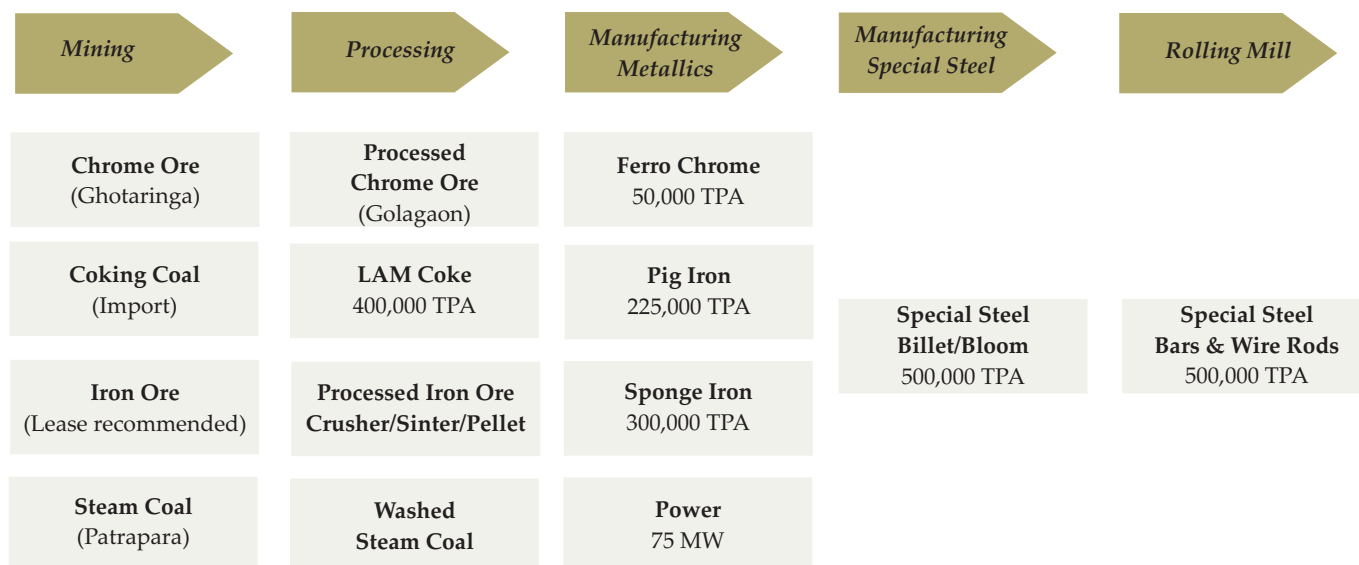 Mining
Processing
Manufacturing
Metallics
Manufacturing
Special Steel
Rolling Mill
Chrome Ore
(Ghotaringa)
Processed
Chrome Ore
(Golagaon)
Ferro Chrome
50,000 TPA
Coking Coal
(Import)
LAM Coke
400,000 TPA
Pig Iron
225,000 TPA
Special Steel
Billet/Bloom
500,000 TPA
Special Steel
Bars & Wire Rods
500,000 TPA
Iron Ore
(Lease recommended)
Processed Iron Ore
Crusher/Sinter/Pellet
Sponge Iron
300,000 TPA
Steam Coal
(Patrapara)
Washed
Steam Coal
Power
75 MW